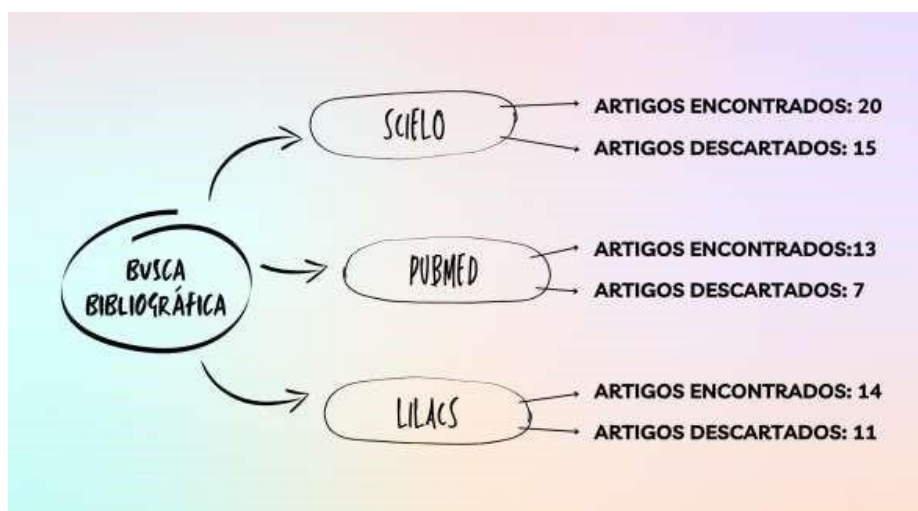 BUSCA
BIBLIOGRÁFICA
SCIELO
ARTIGOS ENCONTRADOS: 20
ARTIGOS DESCARTADOS: 15
PUBMED
ARTIGOS ENCONTRADOS:13
ARTIGOS DESCARTADOS: 7
LILACS
ARTIGOS ENCONTRADOS: 14
ARTIGOS DESCARTADOS: 11